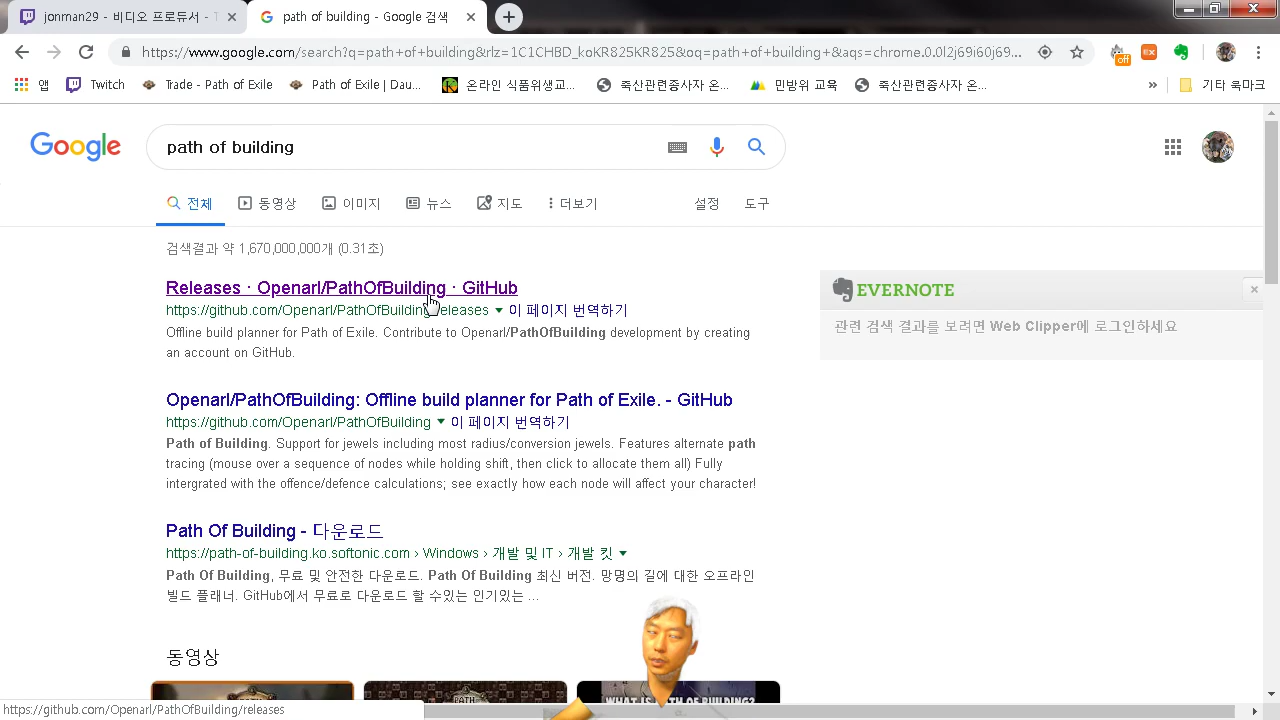 jonman29 - 비디오 프로듀서 - T
path of building - Google 검색
https://www.google.com/search?q=path+of+building&rlz=1C1CHBD_koKR825KR825&oq=path+of+building+&aqs=chrome.0.0l2j69i60j69...
off
Ex
앱
Twitch
Trade - Path of Exile
Path of Exile | Dau...
온라인 식품위생교...
축산관련종사자 온...
민방위 교육
축산관련종사자 온...
»
기타 북마크
Google
path of building
전체
동영상
이미지
뉴스
지도
더보기
설정
도구
검색결과 약 1,670,000,000개 (0.31초)
Releases · Openarl/PathOfBuilding · GitHub
https://github.com/Openarl/PathOfBuilding/releases ▼ 이 페이지 번역하기
Offline build planner for Path of Exile. Contribute to Openarl/PathOfBuilding development by creating
an account on GitHub.
EVERNOTE
관련 검색 결과를 보려면 Web Clipper에 로그인하세요
Openarl/PathOfBuilding: Offline build planner for Path of Exile. - GitHub
https://github.com/Openarl/PathOfBuilding ▼ 이 페이지 번역하기
Path of Building. Support for jewels including most radius/conversion jewels. Features alternate path
tracing (mouse over a sequence of nodes while holding shift, then click to allocate them all) Fully
intergrated with the offence/defence calculations; see exactly how each node will affect your character!
Path Of Building - 다운로드
https://path-of-building.ko.softonic.com › Windows › 개발 및 IT › 개발 킷 ▼
Path Of Building, 무료 및 안전한 다운로드. Path Of Building 최신 버전. 망명의 길에 대한 오프라인
빌드 플래너. GitHub에서 무료로 다운로드 할 수있는 인기있는 ...
동영상
WHAT IS PATH OF BUILDING?
https://github.com/Openarl/PathOfBuilding/releases